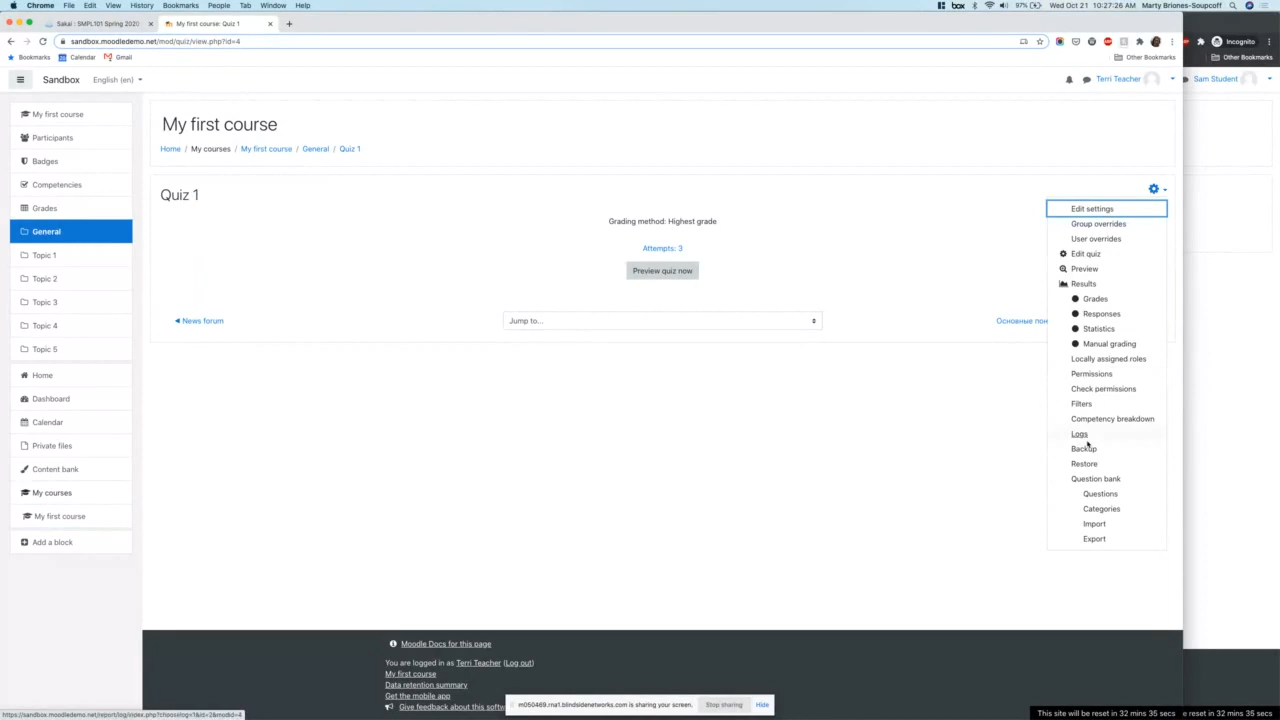 Chrome File Edit View History Bookmarks People Tab Window Help
box 97% Wed Oct 21 10:27:26 AM Marty Briones-Soupcoff
Sakai : SMPL101 Spring 2020
My first course: Quiz 1
sandbox.moodledemo.net/mod/quiz/view.php?id=4
Incognito
Bookmarks Calendar Gmail
Other Bookmarks
Other Bookmarks
Sandbox English (en)
Terri Teacher
Sam Student
My first course
Participants
Badges
Competencies
Grades
General
Topic 1
Topic 2
Topic 3
Topic 4
Topic 5
Home
Dashboard
Calendar
Private files
Content bank
My courses
My first course
Add a block
My first course
Home / My courses / My first course / General / Quiz 1
Quiz 1
Grading method: Highest grade
Attempts: 3
Preview quiz now
◀ News forum
Jump to...
Основные пон
Edit settings
Group overrides
User overrides
Edit quiz
Preview
Results
Grades
Responses
Statistics
Manual grading
Locally assigned roles
Permissions
Check permissions
Filters
Competency breakdown
Logs
Backup
Restore
Question bank
Questions
Categories
Import
Export
Moodle Docs for this page
You are logged in as Terri Teacher (Log out)
My first course
Data retention summary
Get the mobile app
Give feedback about this softw
m050469.rna1.blindsidenetworks.com is sharing your screen. Stop sharing Hide
https://sandbox.moodledemo.net/report/log/index.php?chooselog=1&id=2&modid=4
This site will be reset in 32 mins 35 secs
e reset in 32 mins 35 secs